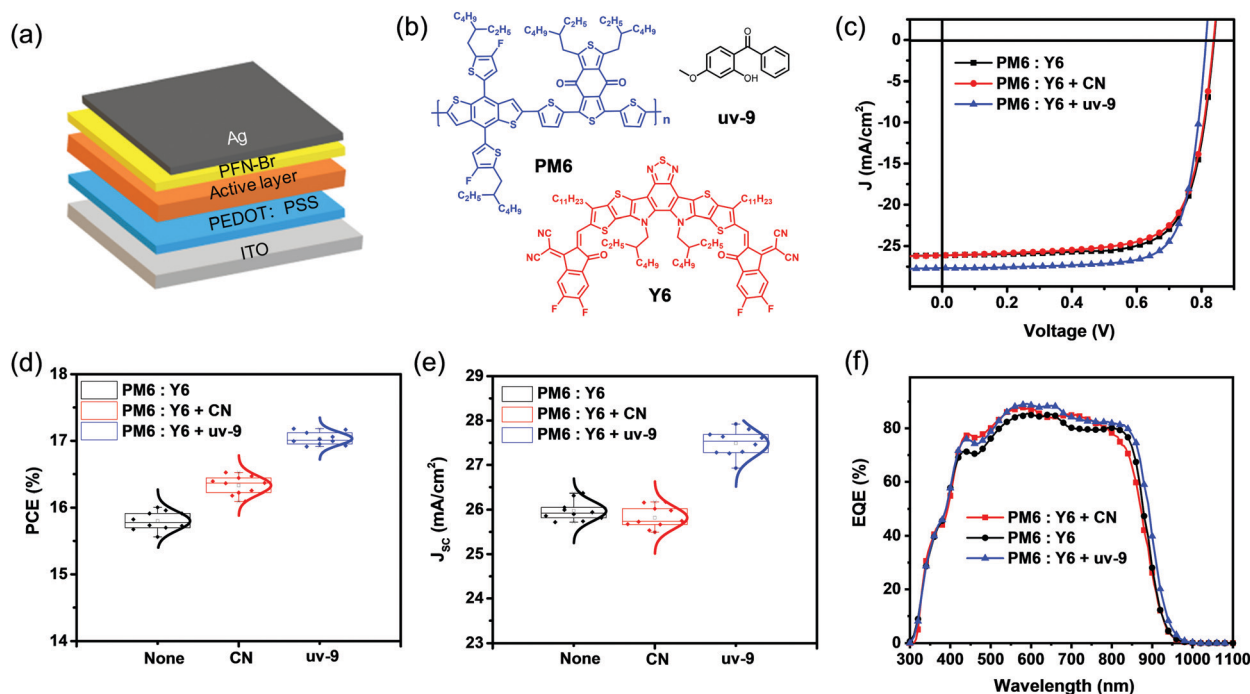 (a)
Ag
PFN-Br
Active layer
PEDOT: PSS
ITO
(b)
C4H9
C2H5
F
S
S
S
S
F
S
C2H5
C4H9
C2H5
C4H9
C2H5
C4H9
S
O
O
S
S
S
n
PM6
O
O
OH
uv-9
S
N
N
C11H23
S
S
C11H23
S
N
N
S
NC
CN
C2H5
C4H9
C2H5
C4H9
CN
CN
O
O
F
F
F
F
Y6
(c)
PM6 : Y6
PM6 : Y6 + CN
PM6 : Y6 + uv-9
J (mA/cm²)
0
-5
-10
-15
-20
-25
0.0 0.2 0.4 0.6 0.8
Voltage (V)
(d)
PM6 : Y6
PM6 : Y6 + CN
PM6 : Y6 + uv-9
PCE (%)
18
17
16
15
14
None CN uv-9
(e)
PM6 : Y6
PM6 : Y6 + CN
PM6 : Y6 + uv-9
JSC (mA/cm²)
29
28
27
26
25
24
23
None CN uv-9
(f)
PM6 : Y6 + CN
PM6 : Y6
PM6 : Y6 + uv-9
EQE (%)
100
80
60
40
20
0
300 400 500 600 700 800 900 1000 1100
Wavelength (nm)